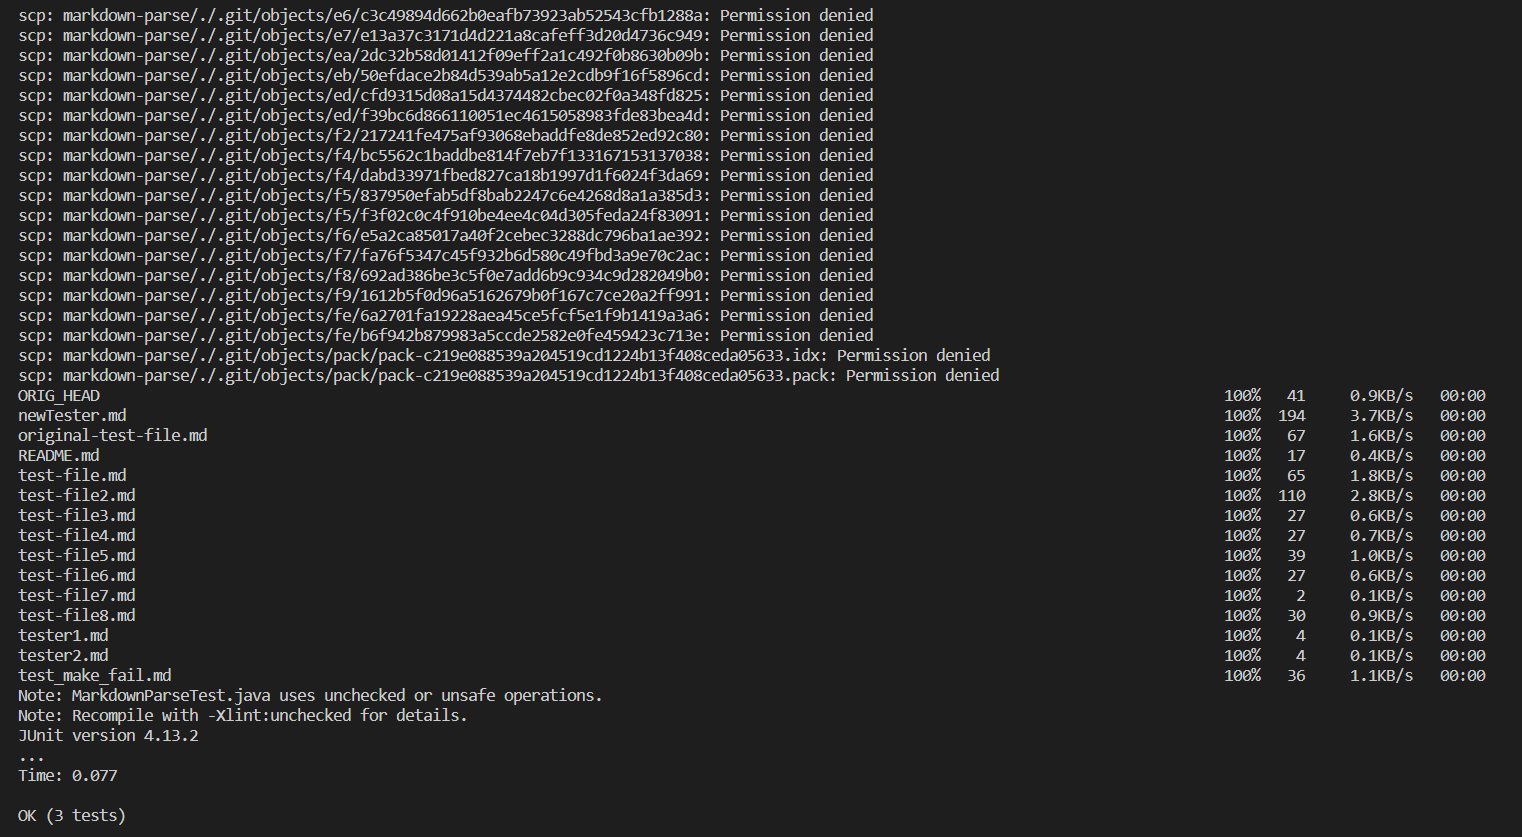 scp: markdown-parse/./.git/objects/e6/c3c49894d662b0eafb73923ab52543cfb1288a: Permission denied
scp: markdown-parse/./.git/objects/e7/e13a37c3171d4d221a8cafeff3d20d4736c949: Permission denied
scp: markdown-parse/./.git/objects/ea/2dc32b58d01412f09eff2a1c492f0b8630b09b: Permission denied
scp: markdown-parse/./.git/objects/eb/50efdace2b84d539ab5a12e2cdb9f16f5896cd: Permission denied
scp: markdown-parse/./.git/objects/ed/cfd9315d08a15d4374482cbec02f0a348fd825: Permission denied
scp: markdown-parse/./.git/objects/ed/f39bc6d866110051ec4615058983fde83bea4d: Permission denied
scp: markdown-parse/./.git/objects/f2/217241fe475af93068ebaddfe8de852ed92c80: Permission denied
scp: markdown-parse/./.git/objects/f4/bc5562c1baddbe814f7eb7f133167153137038: Permission denied
scp: markdown-parse/./.git/objects/f4/dabd33971fbed827ca18b1997d1f6024f3da69: Permission denied
scp: markdown-parse/./.git/objects/f5/837950efab5df8bab2247c6e4268d8a1a385d3: Permission denied
scp: markdown-parse/./.git/objects/f5/f3f02c0c4f910be4ee4c04d305feda24f83091: Permission denied
scp: markdown-parse/./.git/objects/f6/e5a2ca85017a40f2cebec3288dc796ba1ae392: Permission denied
scp: markdown-parse/./.git/objects/f7/fa76f5347c45f932b6d580c49fbd3a9e70c2ac: Permission denied
scp: markdown-parse/./.git/objects/f8/692ad386be3c5f0e7add6b9c934c9d282049b0: Permission denied
scp: markdown-parse/./.git/objects/f9/1612b5f0d96a5162679b0f167c7ce20a2ff991: Permission denied
scp: markdown-parse/./.git/objects/fe/6a2701fa19228aea45ce5fcf5e1f9b1419a3a6: Permission denied
scp: markdown-parse/./.git/objects/fe/b6f942b879983a5ccde2582e0fe459423c713e: Permission denied
scp: markdown-parse/./.git/objects/pack/pack-c219e088539a204519cd1224b13f408ceda05633.idx: Permission denied
scp: markdown-parse/./.git/objects/pack/pack-c219e088539a204519cd1224b13f408ceda05633.pack: Permission denied
ORIG_HEAD 100% 41 0.9KB/s 00:00
newTester.md 100% 194 3.7KB/s 00:00
original-test-file.md 100% 67 1.6KB/s 00:00
README.md 100% 17 0.4KB/s 00:00
test-file.md 100% 65 1.8KB/s 00:00
test-file2.md 100% 110 2.8KB/s 00:00
test-file3.md 100% 27 0.6KB/s 00:00
test-file4.md 100% 27 0.7KB/s 00:00
test-file5.md 100% 39 1.0KB/s 00:00
test-file6.md 100% 27 0.6KB/s 00:00
test-file7.md 100% 2 0.1KB/s 00:00
test-file8.md 100% 30 0.9KB/s 00:00
tester1.md 100% 4 0.1KB/s 00:00
tester2.md 100% 4 0.1KB/s 00:00
test_make_fail.md 100% 36 1.1KB/s 00:00
Note: MarkdownParseTest.java uses unchecked or unsafe operations.
Note: Recompile with -Xlint:unchecked for details.
JUnit version 4.13.2
...
Time: 0.077
OK (3 tests)